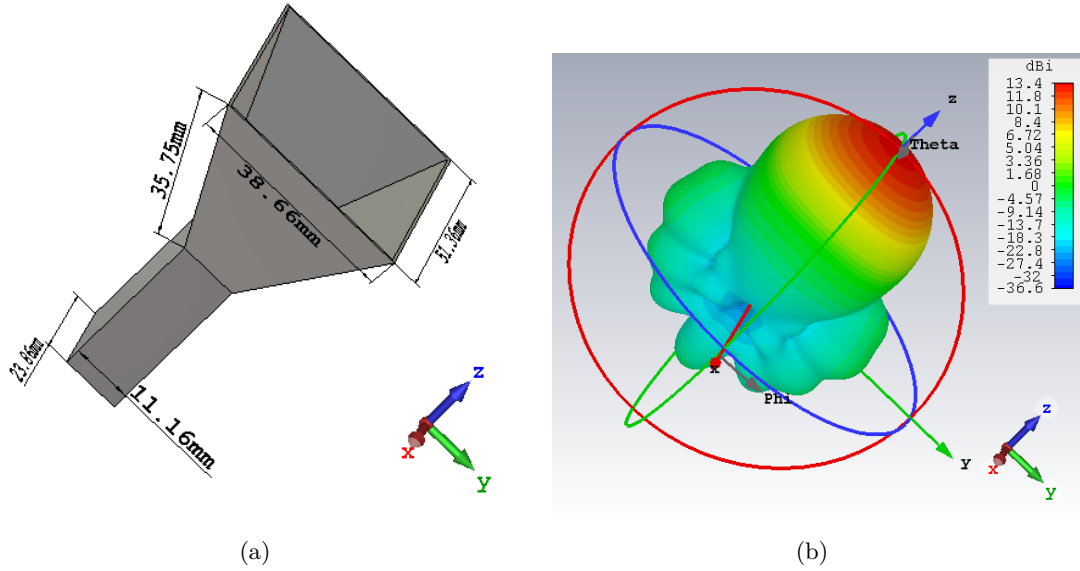 35.75mm
38.66mm
51.36mm
23.86mm
11.16mm
z
x
y
(a)
dBi
13.4
11.8
8.4
6.72
5.04
3.36
1.68
0
-4.57
-9.14
-13.7
-18.3
-22.8
-27.4
-32
-36.6
z
Theta
x
Phi
Y
z
x
y
(b)